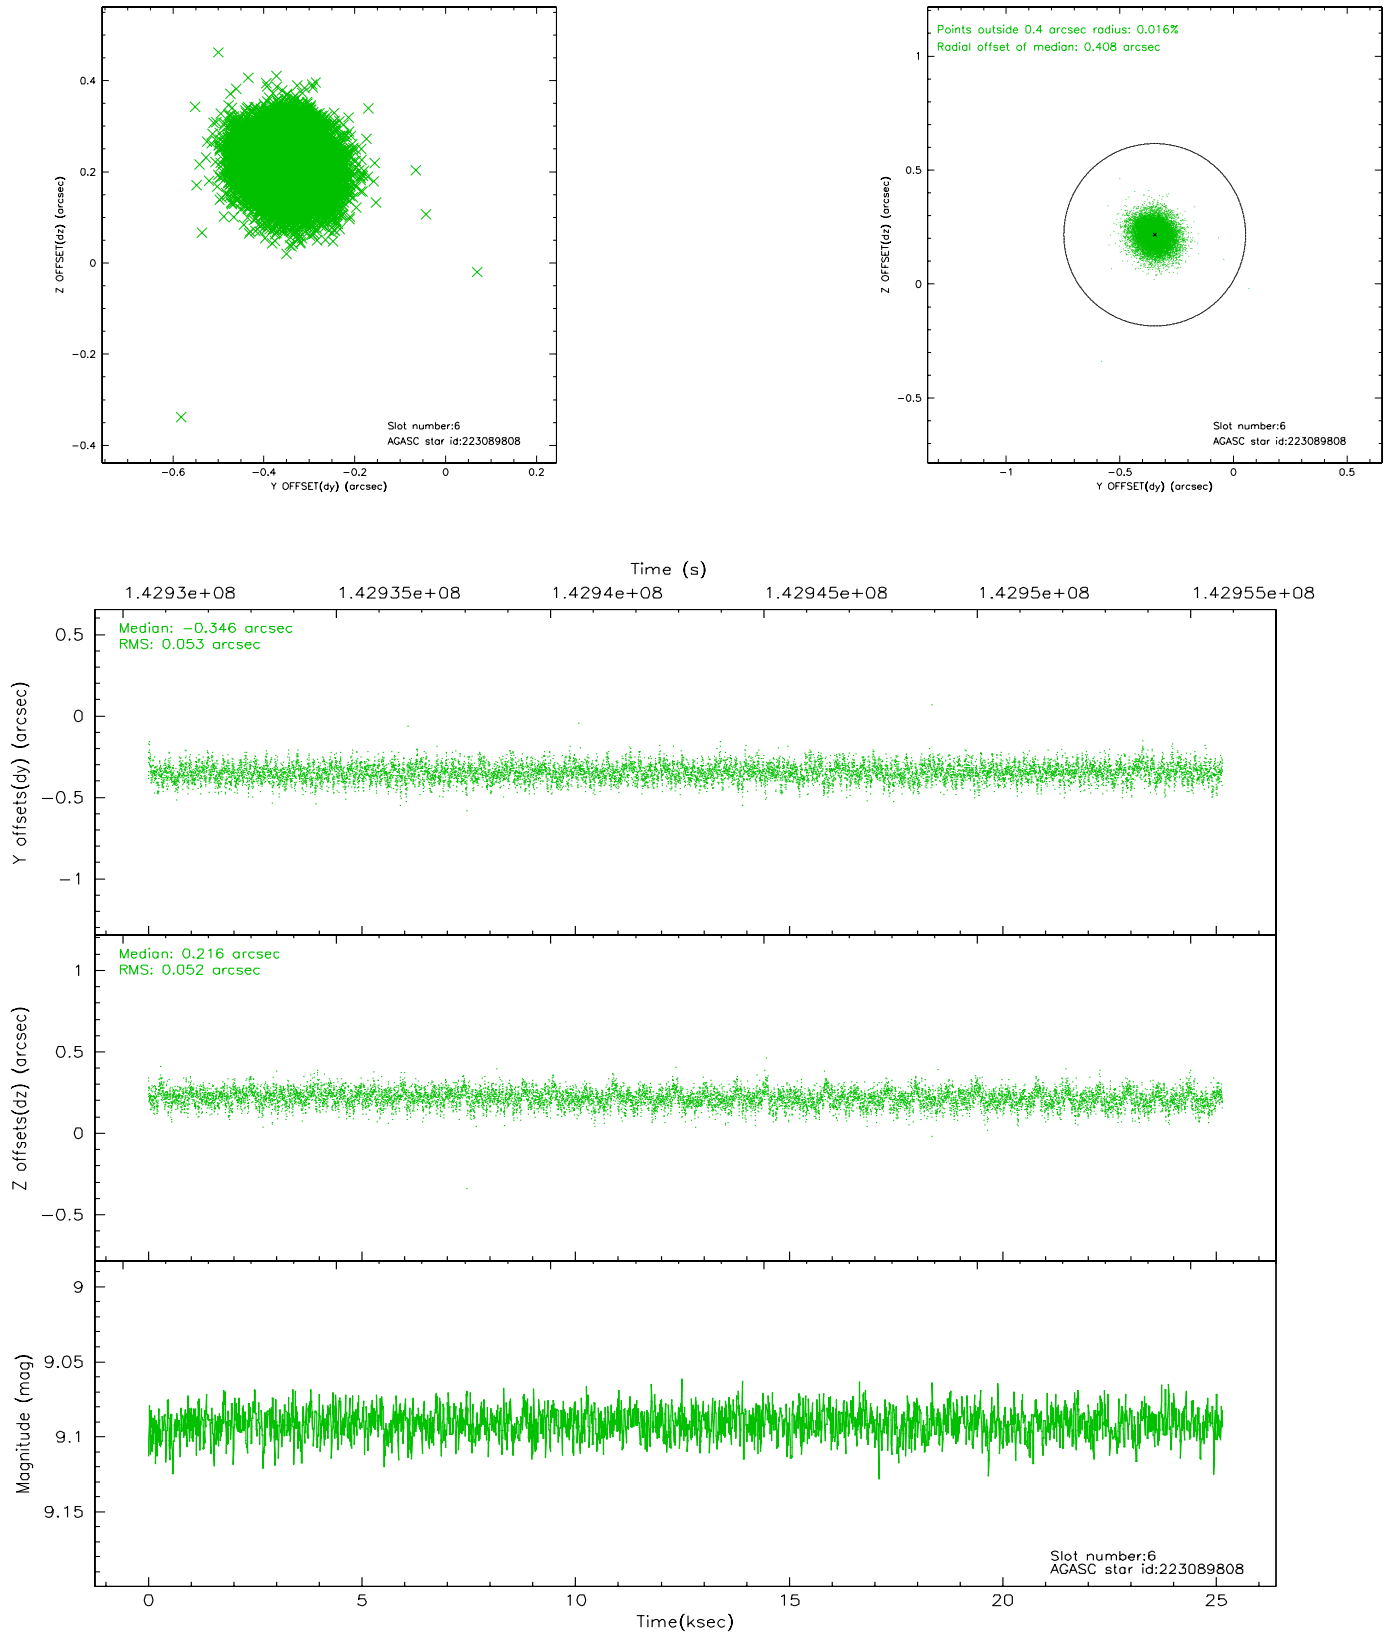 0.4
0.2
0
−0.2
−0.4
Z OFFSET(dz) (arcsec)
Slot number:6
AGASC star id:223089808
−0.6
−0.4
−0.2
0
0.2
Y OFFSET(dy) (arcsec)
Points outside 0.4 arcsec radius: 0.016%
Radial offset of median: 0.408 arcsec
1
0.5
0
−0.5
Z OFFSET(dz) (arcsec)
Slot number:6
AGASC star id:223089808
−1
−0.5
0
0.5
Y OFFSET(dy) (arcsec)
Time (s)
1.4293e+08
1.42935e+08
1.4294e+08
1.42945e+08
1.4295e+08
1.42955e+08
Median: −0.346 arcsec
RMS: 0.053 arcsec
0.5
0
−0.5
−1
Y offsets(dy) (arcsec)
Median: 0.216 arcsec
RMS: 0.052 arcsec
1
0.5
0
−0.5
Z offsets(dz) (arcsec)
9
9.05
9.1
9.15
Magnitude (mag)
Slot number:6
AGASC star id:223089808
0
5
10
15
20
25
Time(ksec)